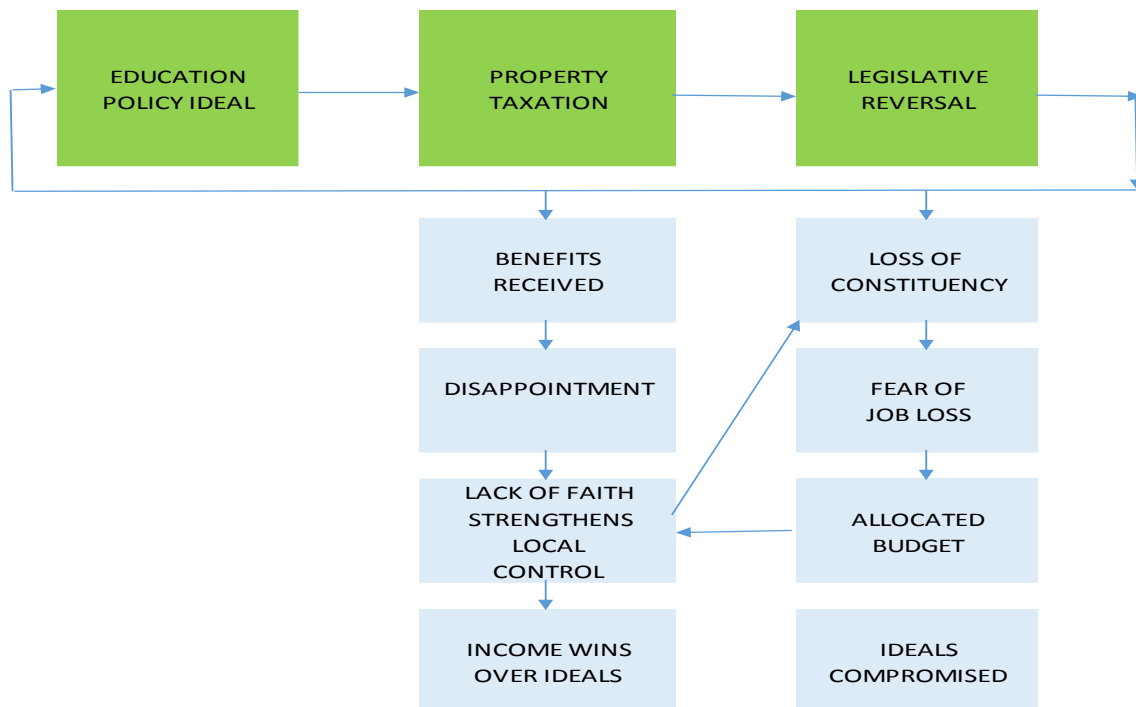 EDUCATION
POLICY IDEAL
PROPERTY
TAXATION
LEGISLATIVE
REVERSAL
BENEFITS
RECEIVED
LOSS OF
CONSTITUENCY
DISAPPOINTMENT
FEAR OF
JOB LOSS
LACK OF FAITH
STRENGTHENS
LOCAL
CONTROL
ALLOCATED
BUDGET
INCOME WINS
OVER IDEALS
IDEALS
COMPROMISED